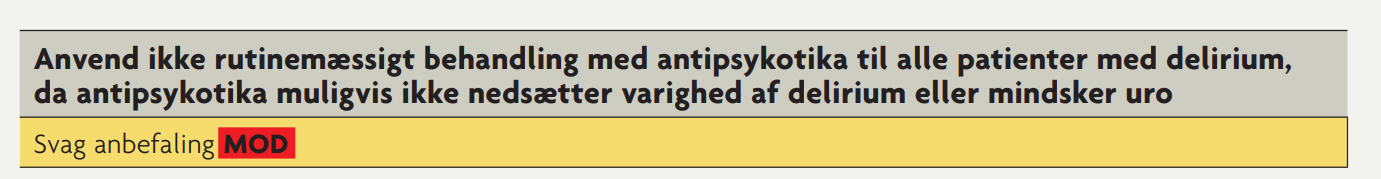 Anvend ikke rutinemæssigt behandling med antipsykotika til alle patienter med delirium,
da antipsykotika muligvis ikke nedsætter varighed af delirium eller mindsker uro
Svag anbefaling MOD